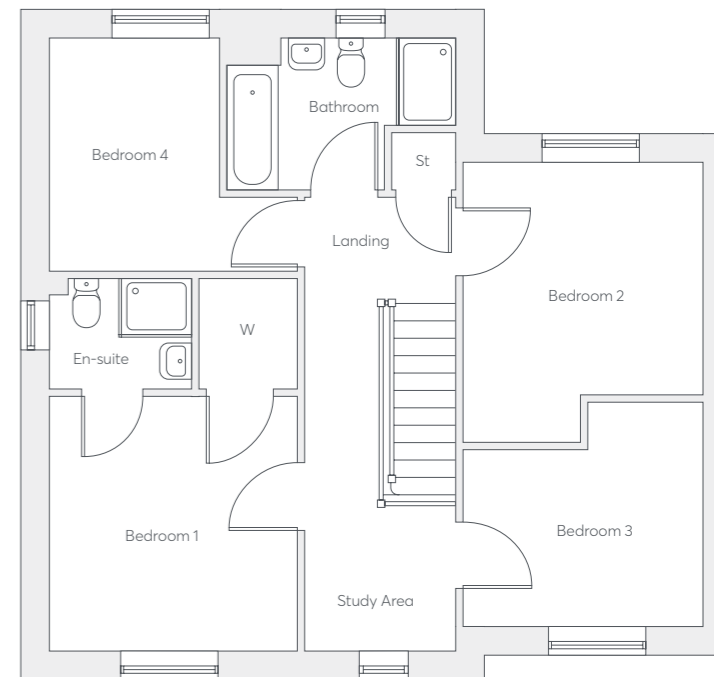 Bathroom
Bedroom 4
St
Landing
Bedroom 2
W
En-suite
Bedroom 3
Bedroom 1
Study Area